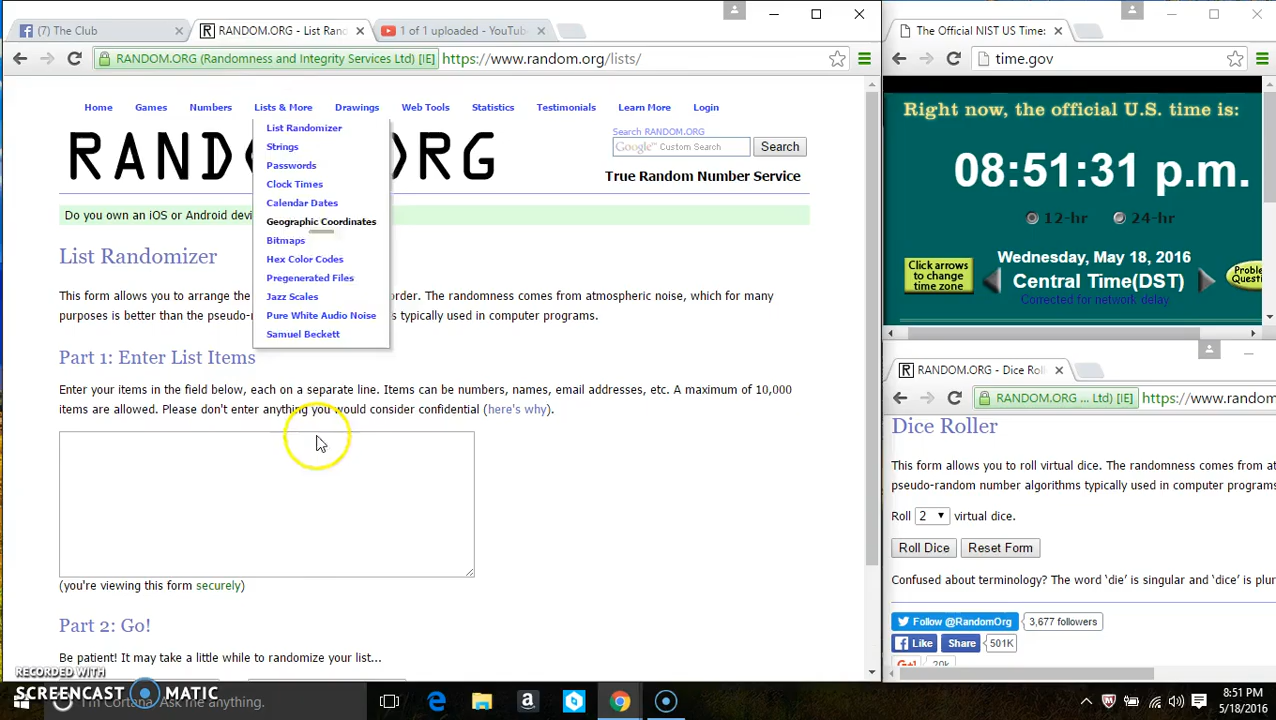 (7) The Club
RANDOM.ORG - List Ranc
1 of 1 uploaded - YouTub
RANDOM.ORG (Randomness and Integrity Services Ltd) [IE]
https://www.random.org/lists/
Home Games Numbers Lists & More Drawings Web Tools Statistics Testimonials Learn More Login
List Randomizer
Strings
Passwords
Clock Times
Calendar Dates
Geographic Coordinates
Bitmaps
Hex Color Codes
Pregenerated Files
Jazz Scales
Pure White Audio Noise
Samuel Beckett
Search RANDOM.ORG
Google™ Custom Search
Search
True Random Number Service
Do you own an iOS or Android devi
List Randomizer
This form allows you to arrange the order. The randomness comes from atmospheric noise, which for many
purposes is better than the pseudo-r s typically used in computer programs.
Part 1: Enter List Items
Enter your items in the field below, each on a separate line. Items can be numbers, names, email addresses, etc. A maximum of 10,000
items are allowed. Please don't enter anything you would consider confidential (here's why).
(you're viewing this form securely)
Part 2: Go!
Be patient! It may take a little while to randomize your list...
RECORDED WITH
SCREENCAST MATIC
I'm Cortana. Ask me anything.
The Official NIST US Time:
time.gov
Right now, the official U.S. time is:
08:51:31 p.m.
12-hr 24-hr
Click arrows
to change
time zone
Wednesday, May 18, 2016
Central Time(DST)
Corrected for network delay
Proble
Quest
RANDOM.ORG - Dice Roll
RANDOM.ORG ... Ltd) [IE]
https://www.random
Dice Roller
This form allows you to roll virtual dice. The randomness comes from at
pseudo-random number algorithms typically used in computer programs
Roll 2 virtual dice.
Roll Dice Reset Form
Confused about terminology? The word 'die' is singular and 'dice' is plur
Follow @RandomOrg 3,677 followers
Like Share 501K
20k
8:51 PM
5/18/2016